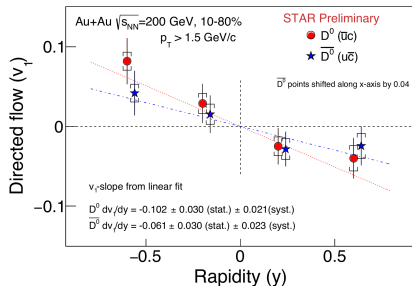 Au+Au √sNN=200 GeV, 10-80%
pT > 1.5 GeV/c
STAR Preliminary
D⁰ (u̅c)
D̅⁰ (uc̅)
D̅⁰ points shifted along x-axis by 0.04
Directed flow (v₁)
0.1
0
−0.1
v₁-slope from linear fit
D⁰ dv₁/dy = -0.102 ± 0.030 (stat.) ± 0.021(syst.)
D̅⁰ dv₁/dy = -0.061 ± 0.030 (stat.) ± 0.023 (syst.)
−0.5 0 0.5
Rapidity (y)